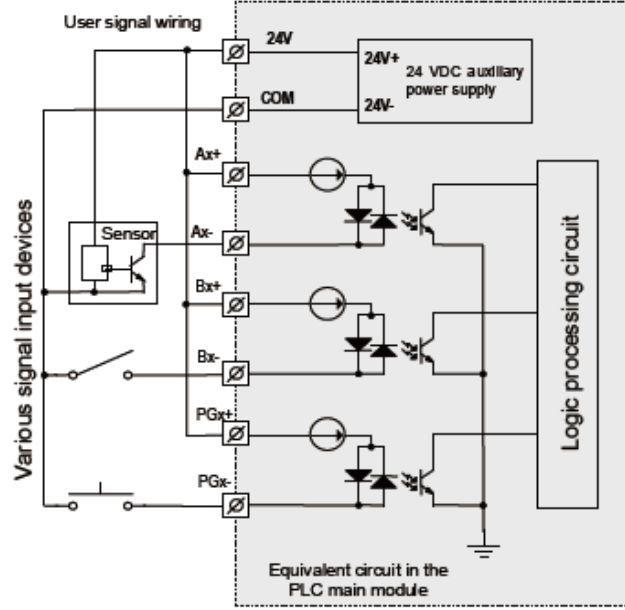 User signal wiring
24V
24V+
24 VDC auxiliary
power supply
COM
24V-
Ax+
Sensor
Ax-
Bx+
Bx-
PGx+
PGx-
Various signal input devices
Logic processing circuit
Equivalent circuit in the
PLC main module